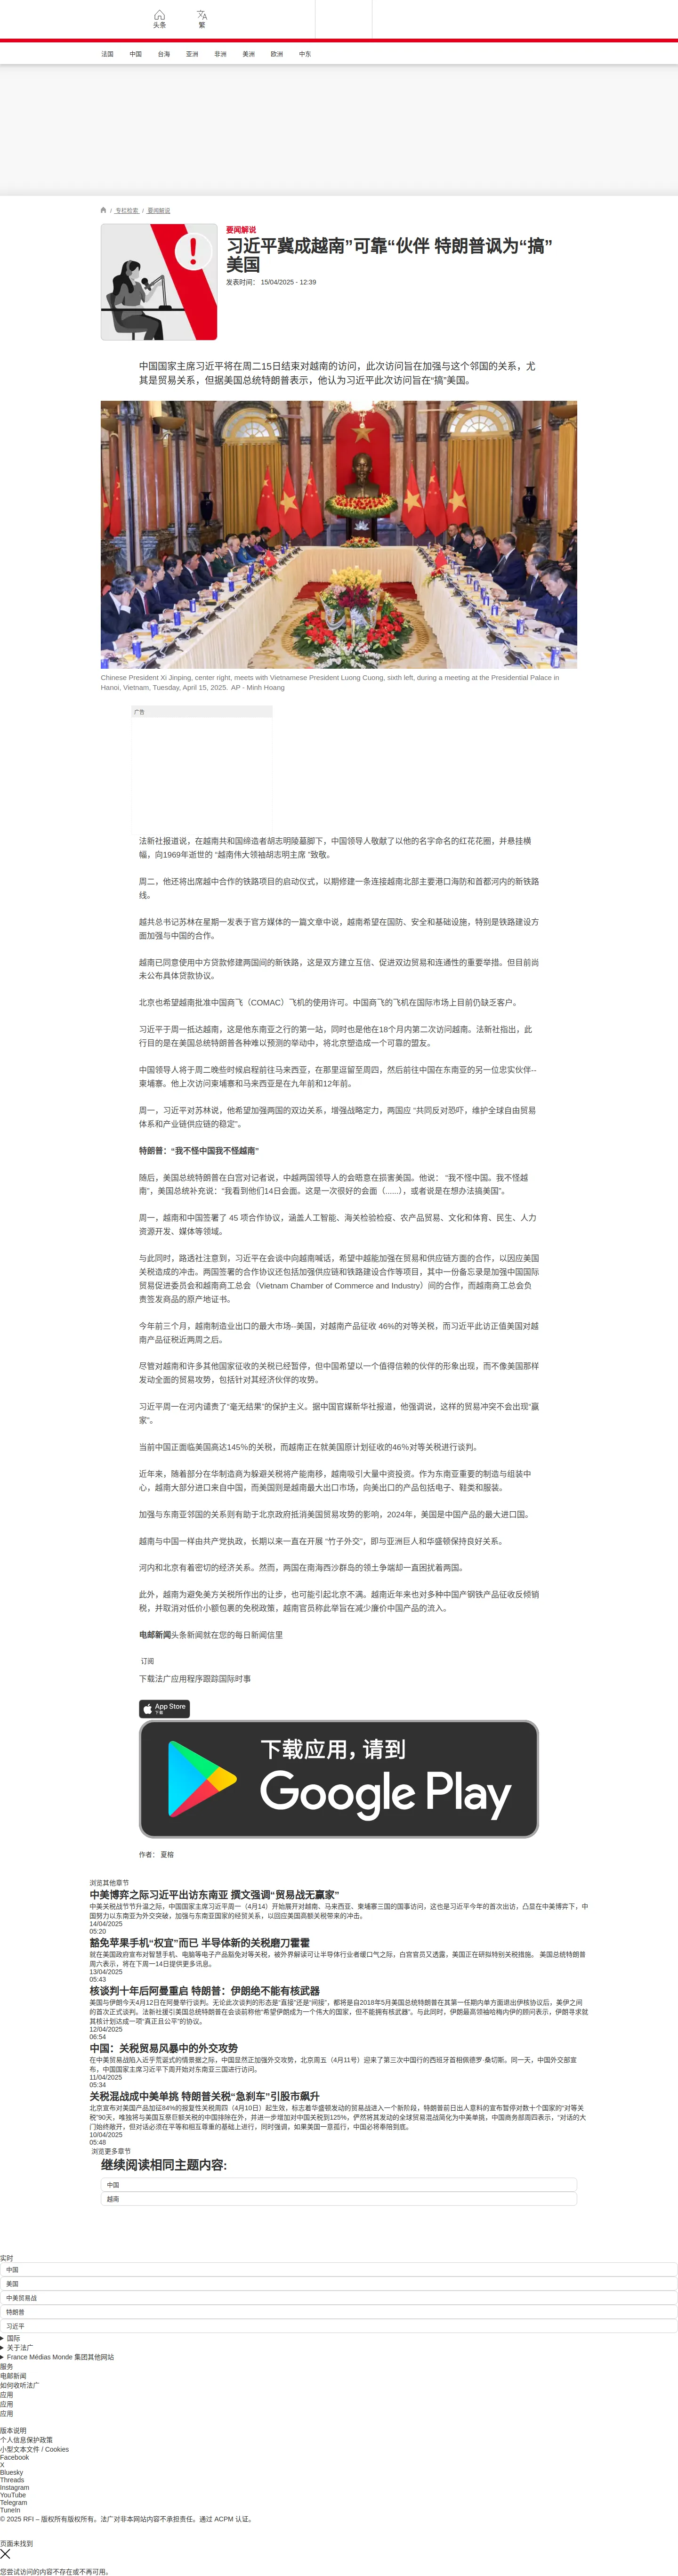 头条
繁
法国 中国 台海 亚洲 非洲 美洲 欧洲 中东
/ 专栏检索 / 要闻解说
要闻解说
习近平冀成越南”可靠“伙伴 特朗普讽为“搞”
美国
发表时间： 15/04/2025 - 12:39
中国国家主席习近平将在周二15日结束对越南的访问，此次访问旨在加强与这个邻国的关系，尤
其是贸易关系，但据美国总统特朗普表示，他认为习近平此次访问旨在“搞”美国。
Chinese President Xi Jinping, center right, meets with Vietnamese President Luong Cuong, sixth left, during a meeting at the Presidential Palace in
Hanoi, Vietnam, Tuesday, April 15, 2025. AP - Minh Hoang
广告
法新社报道说，在越南共和国缔造者胡志明陵墓脚下，中国领导人敬献了以他的名字命名的红花花圈，并悬挂横
幅，向1969年逝世的 “越南伟大领袖胡志明主席 ”致敬。
周二，他还将出席越中合作的铁路项目的启动仪式，以期修建一条连接越南北部主要港口海防和首都河内的新铁路
线。
越共总书记苏林在星期一发表于官方媒体的一篇文章中说，越南希望在国防、安全和基础设施，特别是铁路建设方
面加强与中国的合作。
越南已同意使用中方贷款修建两国间的新铁路，这是双方建立互信、促进双边贸易和连通性的重要举措。但目前尚
未公布具体贷款协议。
北京也希望越南批准中国商飞（COMAC）飞机的使用许可。中国商飞的飞机在国际市场上目前仍缺乏客户。
习近平于周一抵达越南，这是他东南亚之行的第一站，同时也是他在18个月内第二次访问越南。法新社指出，此
行目的是在美国总统特朗普各种难以预测的举动中，将北京塑造成一个可靠的盟友。
中国领导人将于周二晚些时候启程前往马来西亚，在那里逗留至周四，然后前往中国在东南亚的另一位忠实伙伴--
柬埔寨。他上次访问柬埔寨和马来西亚是在九年前和12年前。
周一，习近平对苏林说，他希望加强两国的双边关系，增强战略定力，两国应 “共同反对恐吓，维护全球自由贸易
体系和产业链供应链的稳定”。
特朗普：“我不怪中国我不怪越南”
随后，美国总统特朗普在白宫对记者说，中越两国领导人的会晤意在损害美国。他说： “我不怪中国。我不怪越
南”，美国总统补充说：“我看到他们14日会面。这是一次很好的会面（......），或者说是在想办法搞美国”。
周一，越南和中国签署了 45 项合作协议，涵盖人工智能、海关检验检疫、农产品贸易、文化和体育、民生、人力
资源开发、媒体等领域。
与此同时，路透社注意到，习近平在会谈中向越南喊话，希望中越能加强在贸易和供应链方面的合作，以因应美国
关税造成的冲击。两国签署的合作协议还包括加强供应链和铁路建设合作等项目，其中一份备忘录是加强中国国际
贸易促进委员会和越南商工总会（Vietnam Chamber of Commerce and Industry）间的合作，而越南商工总会负
责签发商品的原产地证书。
今年前三个月，越南制造业出口的最大市场--美国，对越南产品征收 46%的对等关税，而习近平此访正值美国对越
南产品征税近两周之后。
尽管对越南和许多其他国家征收的关税已经暂停，但中国希望以一个值得信赖的伙伴的形象出现，而不像美国那样
发动全面的贸易攻势，包括针对其经济伙伴的攻势。
习近平周一在河内谴责了“毫无结果”的保护主义。据中国官媒新华社报道，他强调说，这样的贸易冲突不会出现“赢
家”。
当前中国正面临美国高达145％的关税，而越南正在就美国原计划征收的46％对等关税进行谈判。
近年来，随着部分在华制造商为躲避关税将产能南移，越南吸引大量中资投资。作为东南亚重要的制造与组装中
心，越南大部分进口来自中国，而美国则是越南最大出口市场，向美出口的产品包括电子、鞋类和服装。
加强与东南亚邻国的关系则有助于北京政府抵消美国贸易攻势的影响，2024年，美国是中国产品的最大进口国。
越南与中国一样由共产党执政，长期以来一直在开展 “竹子外交”，即与亚洲巨人和华盛顿保持良好关系。
河内和北京有着密切的经济关系。然而，两国在南海西沙群岛的领土争端却一直困扰着两国。
此外，越南为避免美方关税所作出的让步，也可能引起北京不满。越南近年来也对多种中国产钢铁产品征收反倾销
税，并取消对低价小额包裹的免税政策，越南官员称此举旨在减少廉价中国产品的流入。
电邮新闻头条新闻就在您的每日新闻信里
订阅
下载法广应用程序跟踪国际时事
App Store
下载
下载应用，请到
Google Play
作者： 夏榕
浏览其他章节
中美博弈之际习近平出访东南亚 撰文强调“贸易战无赢家”
中美关税战节节升温之际，中国国家主席习近平周一（4月14）开始展开对越南、马来西亚、柬埔寨三国的国事访问，这也是习近平今年的首次出访，凸显在中美博弈下，中
国努力以东南亚为外交突破，加强与东南亚国家的经贸关系，以回应美国高额关税带来的冲击。
14/04/2025
05:20
豁免苹果手机“权宜”而已 半导体新的关税磨刀霍霍
就在美国政府宣布对智慧手机、电脑等电子产品豁免对等关税，被外界解读可让半导体行业者缓口气之际，白宫官员又透露，美国正在研拟特别关税措施。 美国总统特朗普
周六表示，将在下周一14日提供更多讯息。
13/04/2025
05:43
核谈判十年后阿曼重启 特朗普：伊朗绝不能有核武器
美国与伊朗今天4月12日在阿曼举行谈判。无论此次谈判的形态是“直接”还是“间接”，都将是自2018年5月美国总统特朗普在其第一任期内单方面退出伊核协议后，美伊之间
的首次正式谈判。法新社援引美国总统特朗普在会谈前称他“希望伊朗成为一个伟大的国家，但不能拥有核武器”。与此同时，伊朗最高领袖哈梅内伊的顾问表示，伊朗寻求就
其核计划达成一项“真正且公平”的协议。
12/04/2025
06:54
中国：关税贸易风暴中的外交攻势
在中美贸易战陷入近乎荒诞式的情景据之际，中国显然正加强外交攻势，北京周五（4月11号）迎来了第三次中国行的西班牙首相佩德罗·桑切斯。同一天，中国外交部宣
布，中国国家主席习近平下周开始对东南亚三国进行访问。
11/04/2025
05:34
关税混战成中美单挑 特朗普关税“急刹车”引股市飙升
北京宣布对美国产品加征84%的报复性关税周四（4月10日）起生效，标志着华盛顿发动的贸易战进入一个新阶段，特朗普前日出人意料的宣布暂停对数十个国家的“对等关
税”90天，唯独将与美国互祭巨额关税的中国排除在外，并进一步增加对中国关税到125%，俨然将其发动的全球贸易混战简化为中美单挑，中国商务部周四表示，“对话的大
门始终敞开，但对话必须在平等和相互尊重的基础上进行，同时强调，如果美国一意孤行，中国必将奉陪到底。
10/04/2025
05:48
浏览更多章节
继续阅读相同主题内容:
中国
越南
实时
中国
美国
中美贸易战
特朗普
习近平
国际
关于法广
France Médias Monde 集团其他网站
服务
电邮新闻
如何收听法广
应用
应用
应用
版本说明
个人信息保护政策
小型文本文件 / Cookies
Facebook
X
Bluesky
Threads
Instagram
YouTube
Telegram
TuneIn
© 2025 RFI – 版权所有版权所有。法广对非本网站内容不承担责任。通过 ACPM 认证。
页面未找到
您尝试访问的内容不存在或不再可用。